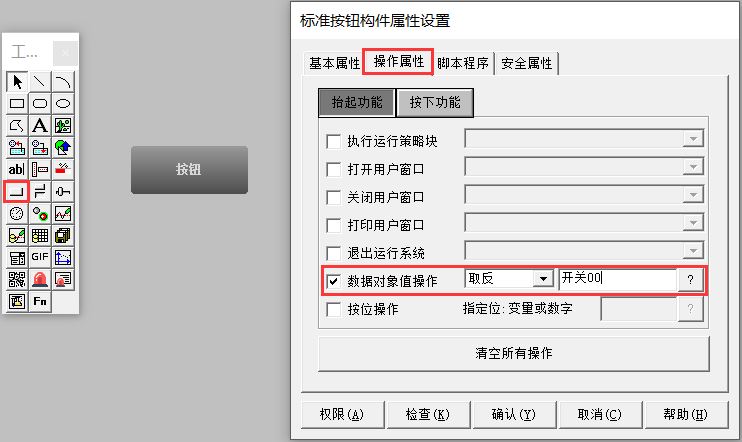 工...
A
ab
GIF
Fn
按钮
标准按钮构件属性设置
基本属性 操作属性 脚本程序 安全属性
抬起功能 按下功能
执行运行策略块
打开用户窗口
关闭用户窗口
打印用户窗口
退出运行系统
数据对象值操作 取反 开关00 ?
按位操作 指定位: 变量或数字 ?
清空所有操作
权限(A) 检查(K) 确认(Y) 取消(C) 帮助(H)